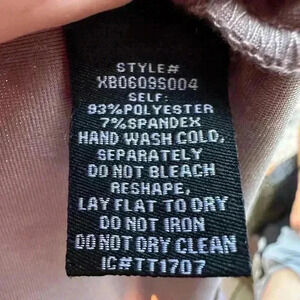 STYLE#
XB0609S004
SELF:
93%POLYESTER
7%SPANDEX
HAND WASH COLD,
SEPARATELY
DO NOT BLEACH
RESHAPE,
LAY FLAT TO DRY
DO NOT IRON
DO NOT DRY CLEAN
IC#TT1707